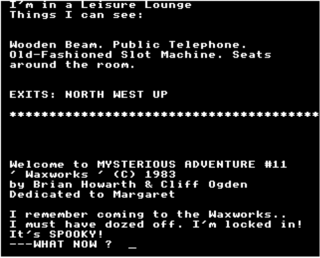 I'm in a Leisure Lounge
Things I can see:
Wooden Beam. Public Telephone.
Old-Fashioned Slot Machine. Seats
around the room.
EXITS: NORTH WEST UP
****************************************
Welcome to MYSTERIOUS ADVENTURE #11
' Waxworks ' (C) 1983
by Brian Howarth & Cliff Ogden
Dedicated to Margaret
I remember coming to the Waxworks..
I must have dozed off. I'm locked in!
It's SPOOKY!
---WHAT NOW ? _